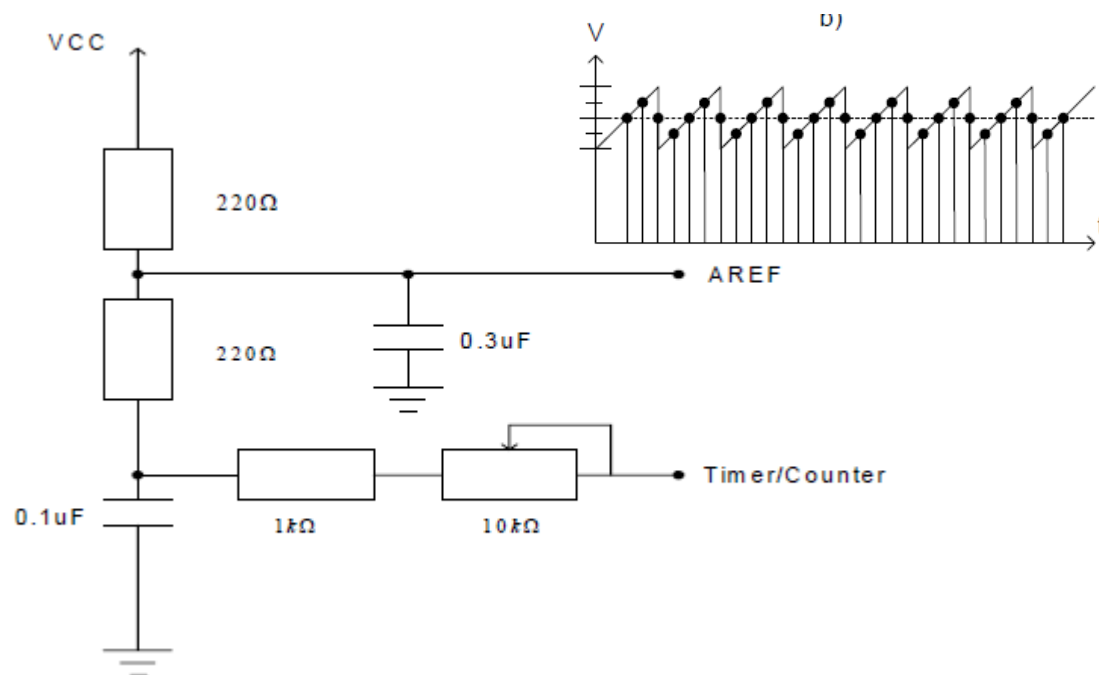 b)
VCC
V
220Ω
t
AREF
0.3uF
220Ω
Timer/Counter
0.1uF
1kΩ
10kΩ